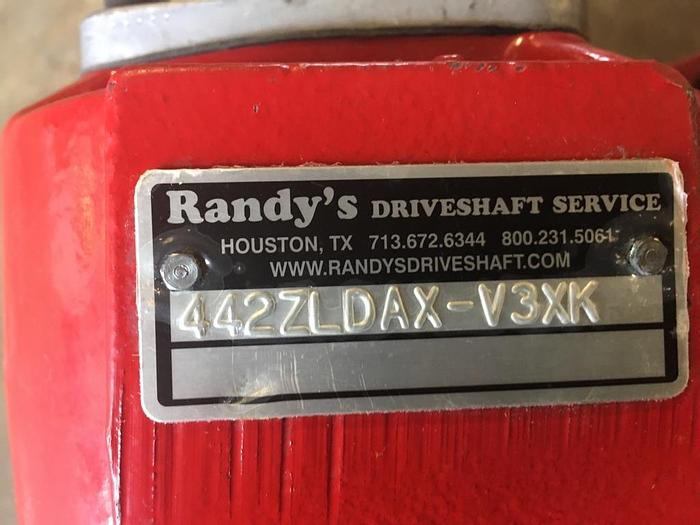 Randy's DRIVESHAFT SERVICE
HOUSTON, TX 713.672.6344 800.231.5061
WWW.RANDYSDRIVESHAFT.COM
442ZLDAX-V3XK